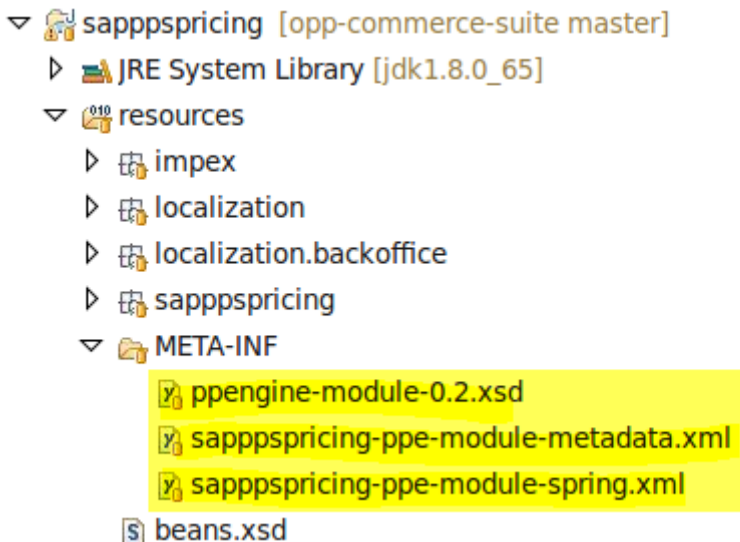 sapppspricing [opp-commerce-suite master]
JRE System Library [jdk1.8.0_65]
resources
impex
localization
localization.backoffice
sapppspricing
META-INF
ppengine-module-0.2.xsd
sapppspricing-ppe-module-metadata.xml
sapppspricing-ppe-module-spring.xml
beans.xsd